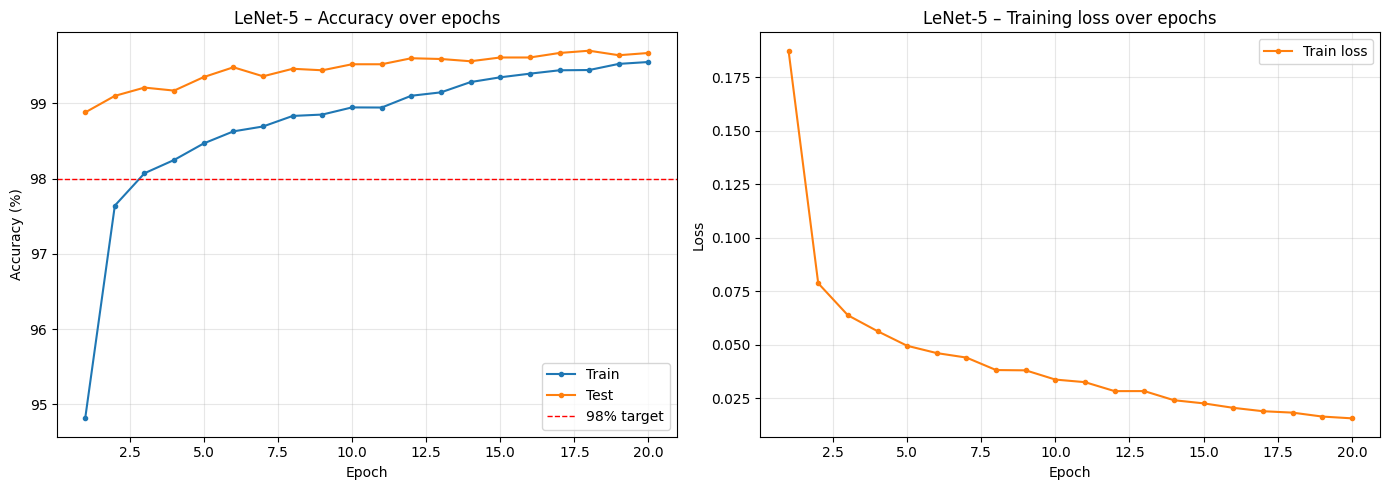 LeNet-5 – Accuracy over epochs
Accuracy (%)
99
98
97
96
95
2.5 5.0 7.5 10.0 12.5 15.0 17.5 20.0
Epoch
Train
Test
98% target
LeNet-5 – Training loss over epochs
Loss
0.175
0.150
0.125
0.100
0.075
0.050
0.025
2.5 5.0 7.5 10.0 12.5 15.0 17.5 20.0
Epoch
Train loss